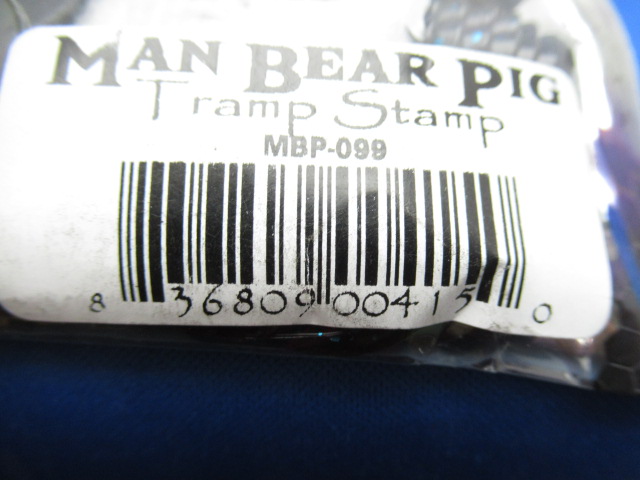 MAN BEAR PIG
Tramp Stamp
MBP-099
8 36809 00415 0